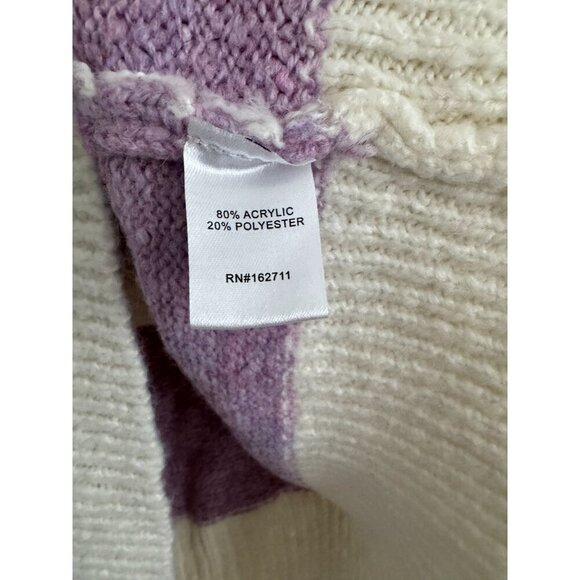 80% ACRYLIC
20% POLYESTER
RN#162711